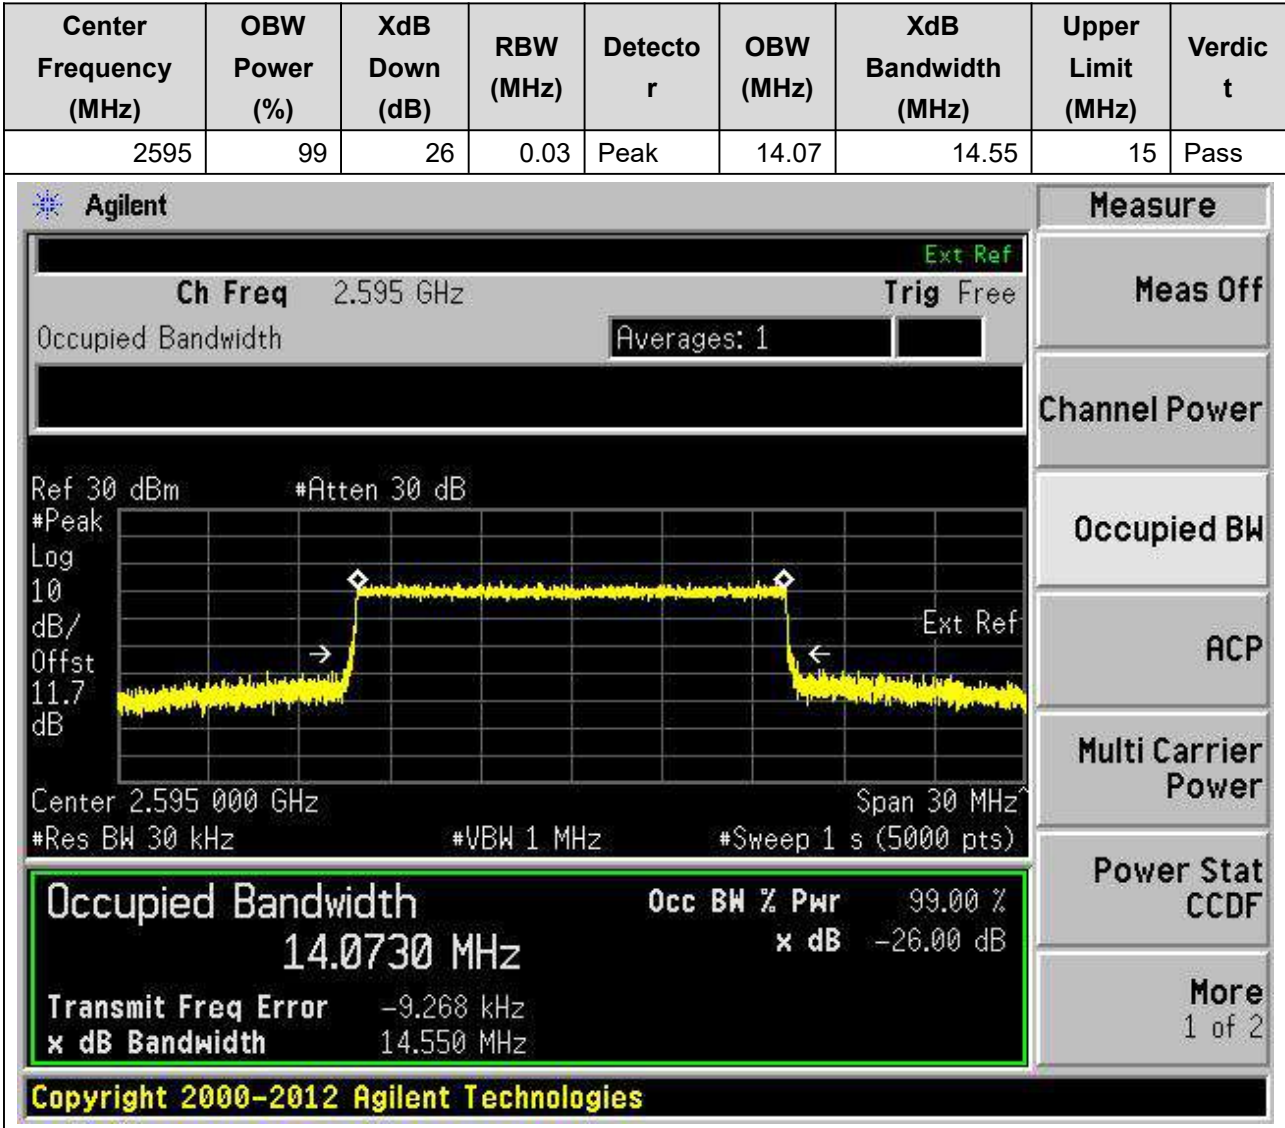 Center Frequency (MHz) OBW Power (%) XdB Down (dB) RBW (MHz) Detecto r OBW (MHz) XdB Bandwidth (MHz) Upper Limit (MHz) Verdic t
2595 99 26 0.03 Peak 14.07 14.55 15 Pass
Agilent
Measure
Ext Ref
Ch Freq 2.595 GHz Trig Free
Meas Off
Occupied Bandwidth Averages: 1
Channel Power
Ref 30 dBm #Atten 30 dB
#Peak
Log
10
dB/
Offst
11.7
dB
Ext Ref
Occupied BW
ACP
Center 2.595 000 GHz Span 30 MHz^
#Res BW 30 kHz #VBW 1 MHz #Sweep 1 s (5000 pts)
Multi Carrier
Power
Occupied Bandwidth Occ BW % Pwr 99.00 %
14.0730 MHz x dB -26.00 dB
Power Stat
CCDF
Transmit Freq Error -9.268 kHz
x dB Bandwidth 14.550 MHz
More
1 of 2
Copyright 2000-2012 Agilent Technologies